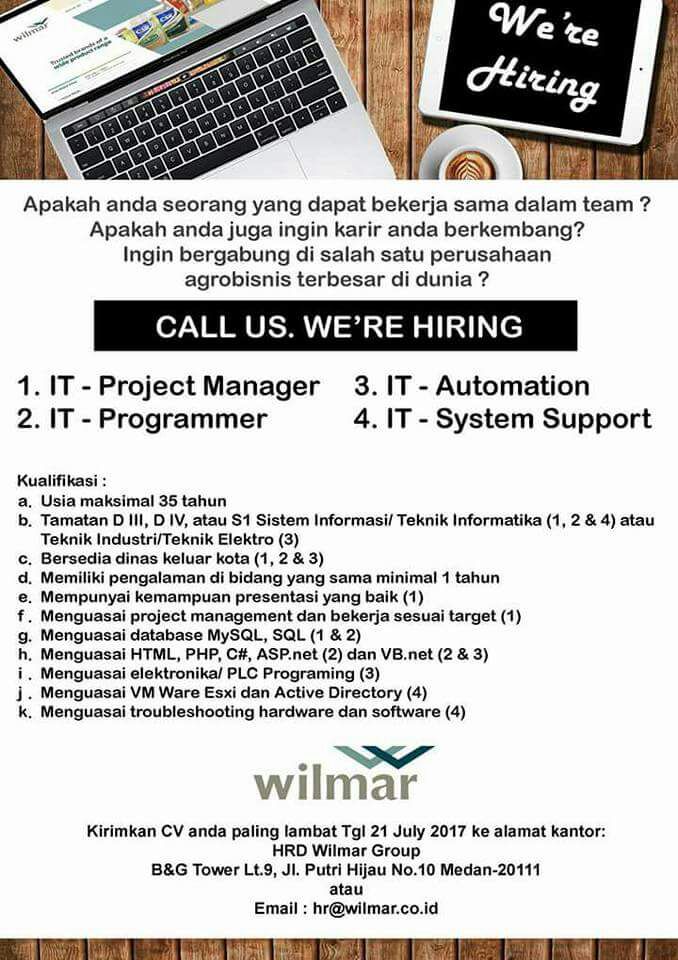 wilmar
Trusted brands of a
wide product range
We're
Hiring
Apakah anda seorang yang dapat bekerja sama dalam team ?
Apakah anda juga ingin karir anda berkembang?
Ingin bergabung di salah satu perusahaan
agrobisnis terbesar di dunia ?
CALL US. WE'RE HIRING
1. IT - Project Manager
2. IT - Programmer
3. IT - Automation
4. IT - System Support
Kualifikasi :
a. Usia maksimal 35 tahun
b. Tamatan D III, D IV, atau S1 Sistem Informasi/ Teknik Informatika (1, 2 & 4) atau
Teknik Industri/Teknik Elektro (3)
c. Bersedia dinas keluar kota (1, 2 & 3)
d. Memiliki pengalaman di bidang yang sama minimal 1 tahun
e. Mempunyai kemampuan presentasi yang baik (1)
f. Menguasai project management dan bekerja sesuai target (1)
g. Menguasai database MySQL, SQL (1 & 2)
h. Menguasai HTML, PHP, C#, ASP.net (2) dan VB.net (2 & 3)
i. Menguasai elektronika/ PLC Programing (3)
j. Menguasai VM Ware Esxi dan Active Directory (4)
k. Menguasai troubleshooting hardware dan software (4)
wilmar
Kirimkan CV anda paling lambat Tgl 21 July 2017 ke alamat kantor:
HRD Wilmar Group
B&G Tower Lt.9, Jl. Putri Hijau No.10 Medan-20111
atau
Email : hr@wilmar.co.id